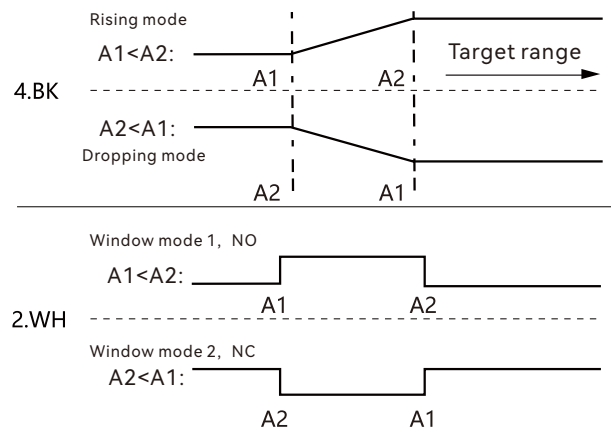 Rising mode
A1<A2:
Target range
A1
A2
4.BK
A2<A1:
Dropping mode
A2
A1
Window mode 1, NO
A1<A2:
A1
A2
2.WH
Window mode 2, NC
A2<A1:
A2
A1